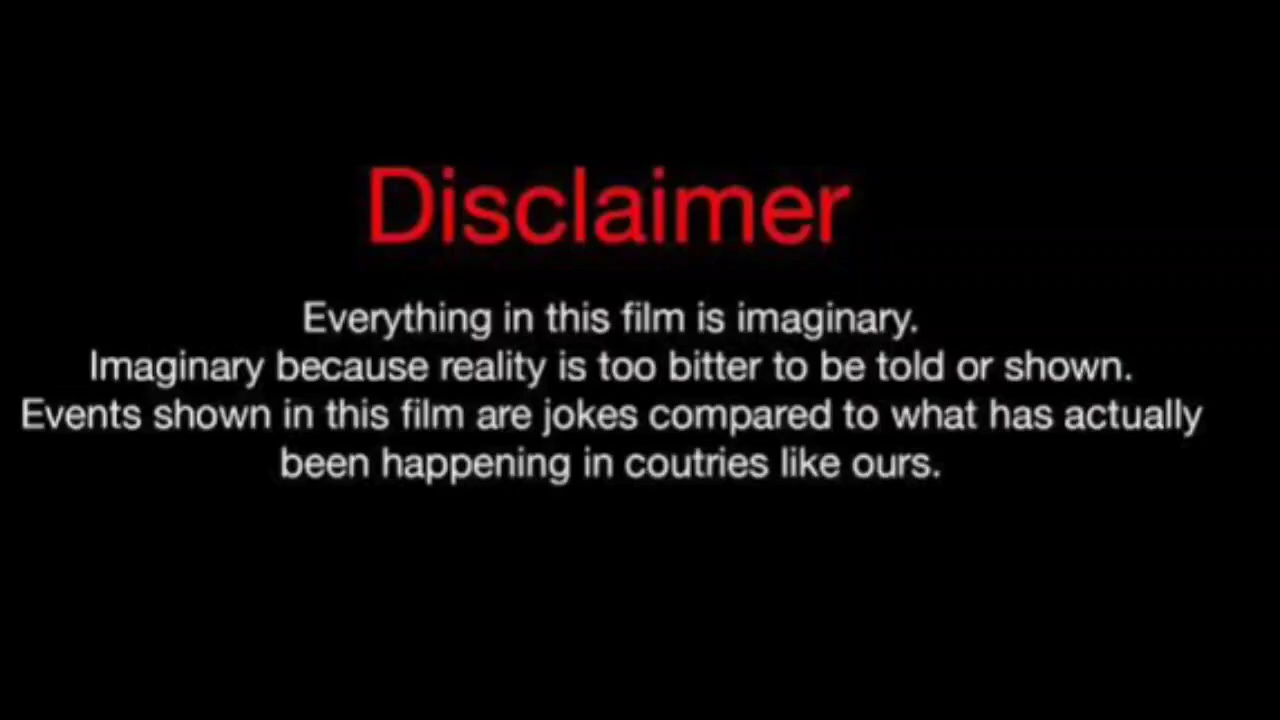 Disclaimer
Everything in this film is imaginary.
Imaginary because reality is too bitter to be told or shown.
Events shown in this film are jokes compared to what has actually
been happening in coutries like ours.